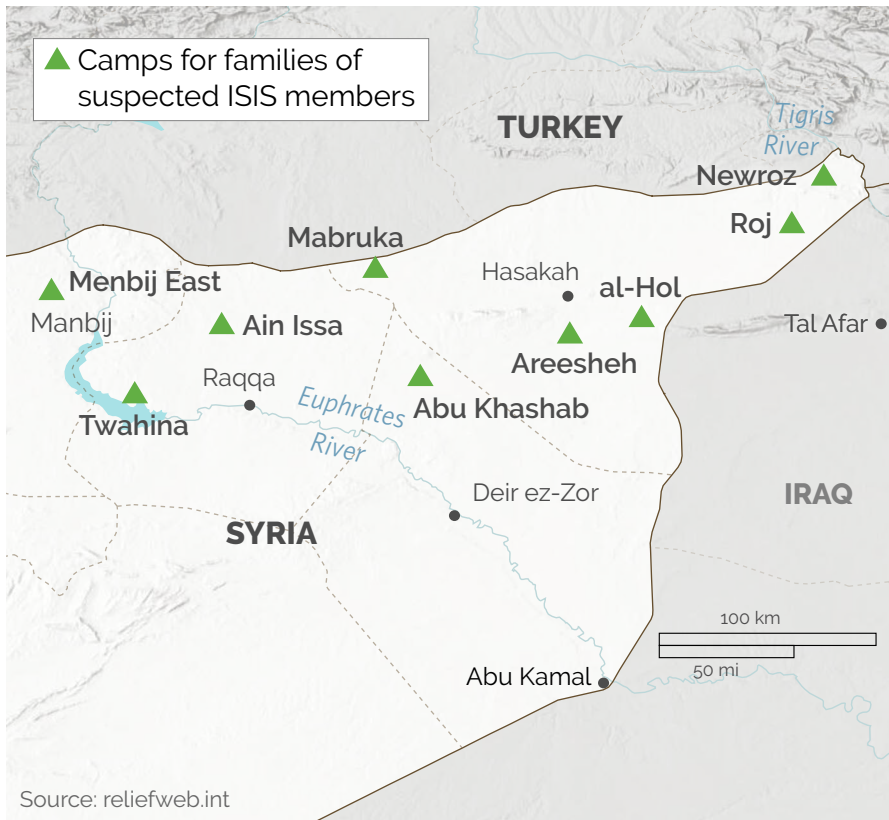 Camps for families of
suspected ISIS members
TURKEY
Tigris
River
Newroz
Roj
Mabruka
Hasakah
al-Hol
Menbij East
Manbij
Ain Issa
Tal Afar
Areesheh
Raqqa
Euphrates
River
Abu Khashab
Twahina
Deir ez-Zor
IRAQ
SYRIA
100 km
50 mi
Abu Kamal
Source: reliefweb.int